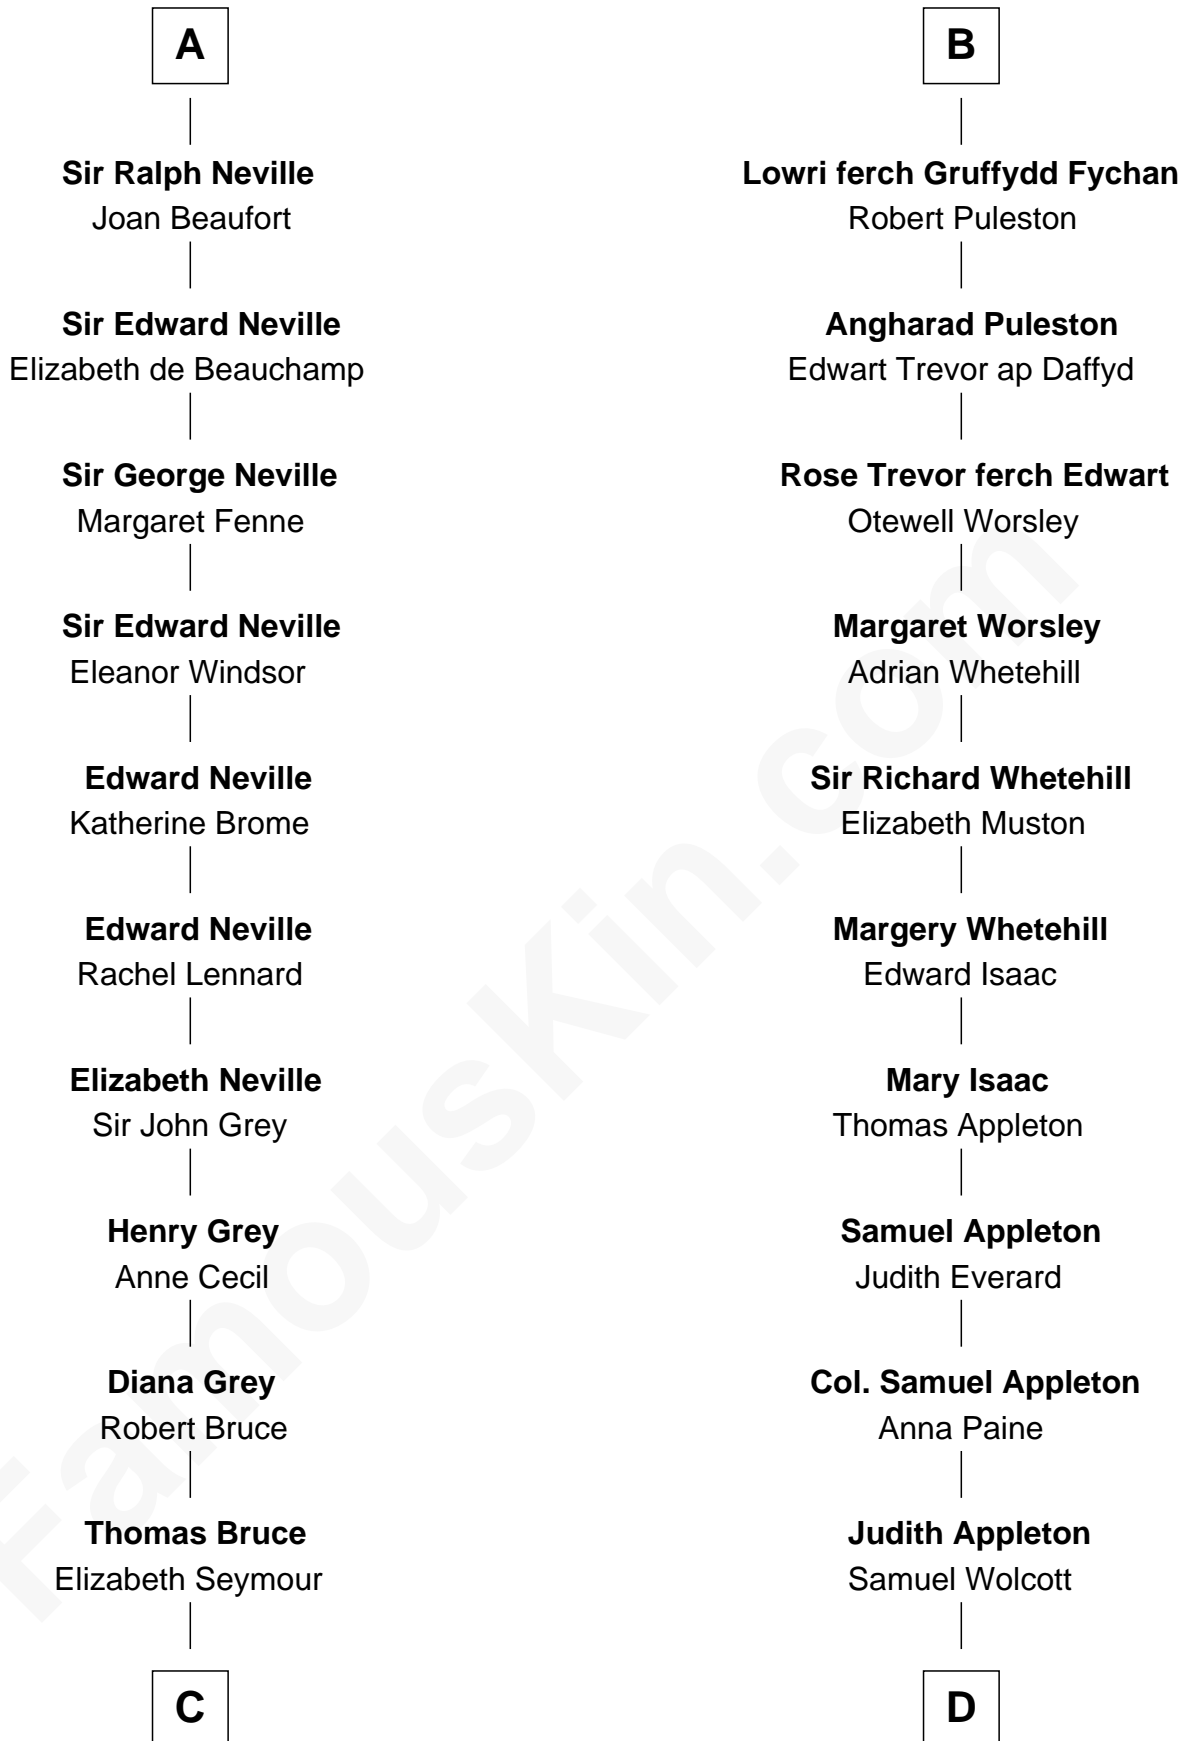 A
Sir Ralph Neville
Joan Beaufort
Sir Edward Neville
Elizabeth de Beauchamp
Sir George Neville
Margaret Fenne
Sir Edward Neville
Eleanor Windsor
Edward Neville
Katherine Brome
Edward Neville
Rachel Lennard
Elizabeth Neville
Sir John Grey
Henry Grey
Anne Cecil
Diana Grey
Robert Bruce
Thomas Bruce
Elizabeth Seymour
C
B
Lowri ferch Gruffydd Fychan
Robert Puleston
Angharad Puleston
Edwart Trevor ap Daffyd
Rose Trevor ferch Edwart
Otewell Worsley
Margaret Worsley
Adrian Whetehill
Sir Richard Whetehill
Elizabeth Muston
Margery Whetehill
Edward Isaac
Mary Isaac
Thomas Appleton
Samuel Appleton
Judith Everard
Col. Samuel Appleton
Anna Paine
Judith Appleton
Samuel Wolcott
D
FamousKin.com